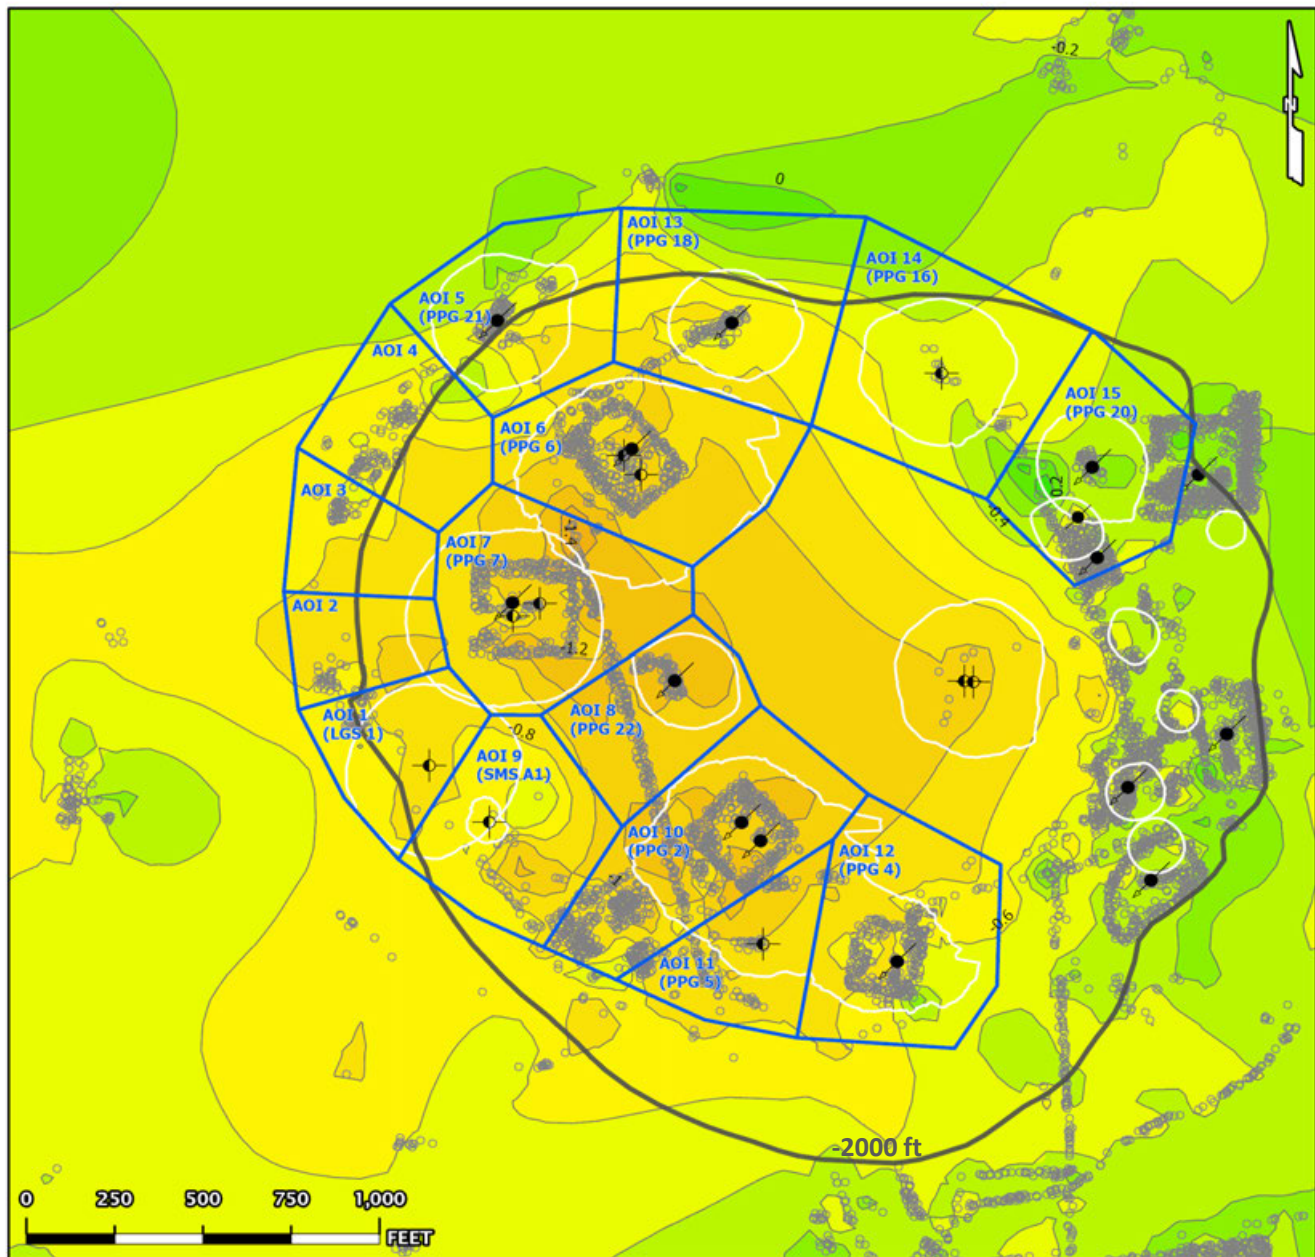 -0.2
N
0
AOI 13
(PPG 18)
AOI 14
(PPG 16)
AOI 5
(PPG 21)
AOI 4
AOI 15
(PPG 20)
AOI 6
(PPG 6)
AOI 3
0.2
-0.4
-1.4
AOI 7
(PPG 7)
AOI 2
-1.2
AOI 1
(LGS 1)
AOI 8
(PPG 22)
-0.8
AOI 9
(SMS A1)
AOI 10
(PPG 2)
AOI 12
(PPG 4)
-0.6
AOI 11
(PPG 5)
-2000 ft
0 250 500 750 1,000
FEET